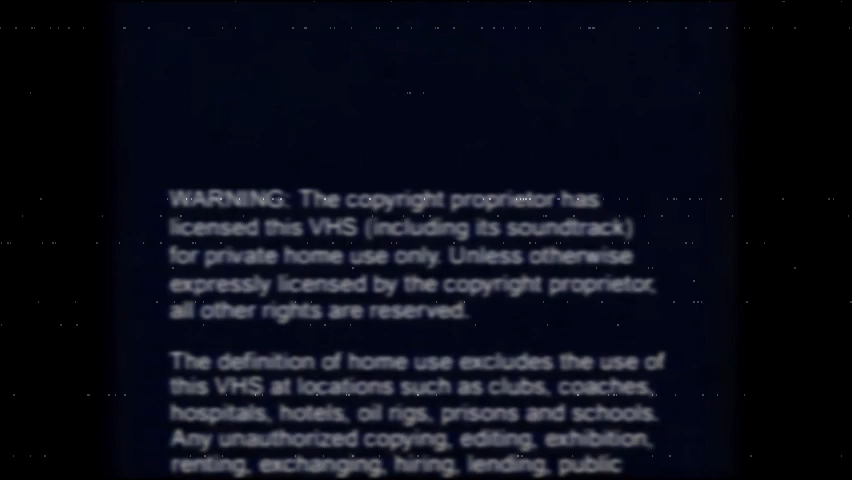 WARNING: The copyright proprietor has
licensed this VHS (including its soundtrack)
for private home use only. Unless otherwise
expressly licensed by the copyright proprietor,
all other rights are reserved.
The definition of home use excludes the use of
this VHS at locations such as clubs, coaches,
hospitals, hotels, oil rigs, prisons and schools.
Any unauthorized copying, editing, exhibition,
renting, exchanging, hiring, lending, public